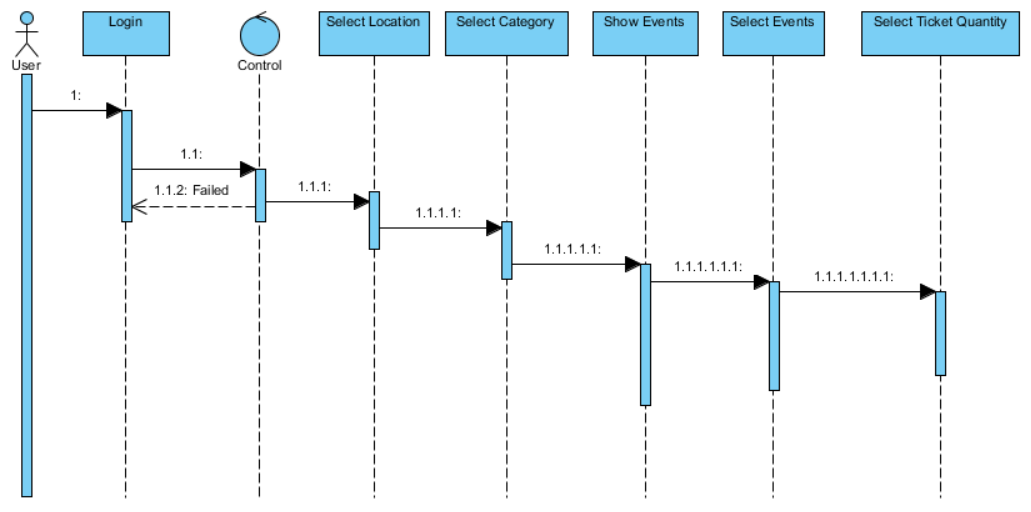 Login
Select Location
Select Category
Show Events
Select Events
Select Ticket Quantity
User
Control
1:
1.1:
1.1.2: Failed
1.1.1:
1.1.1.1:
1.1.1.1.1:
1.1.1.1.1.1:
1.1.1.1.1.1.1: